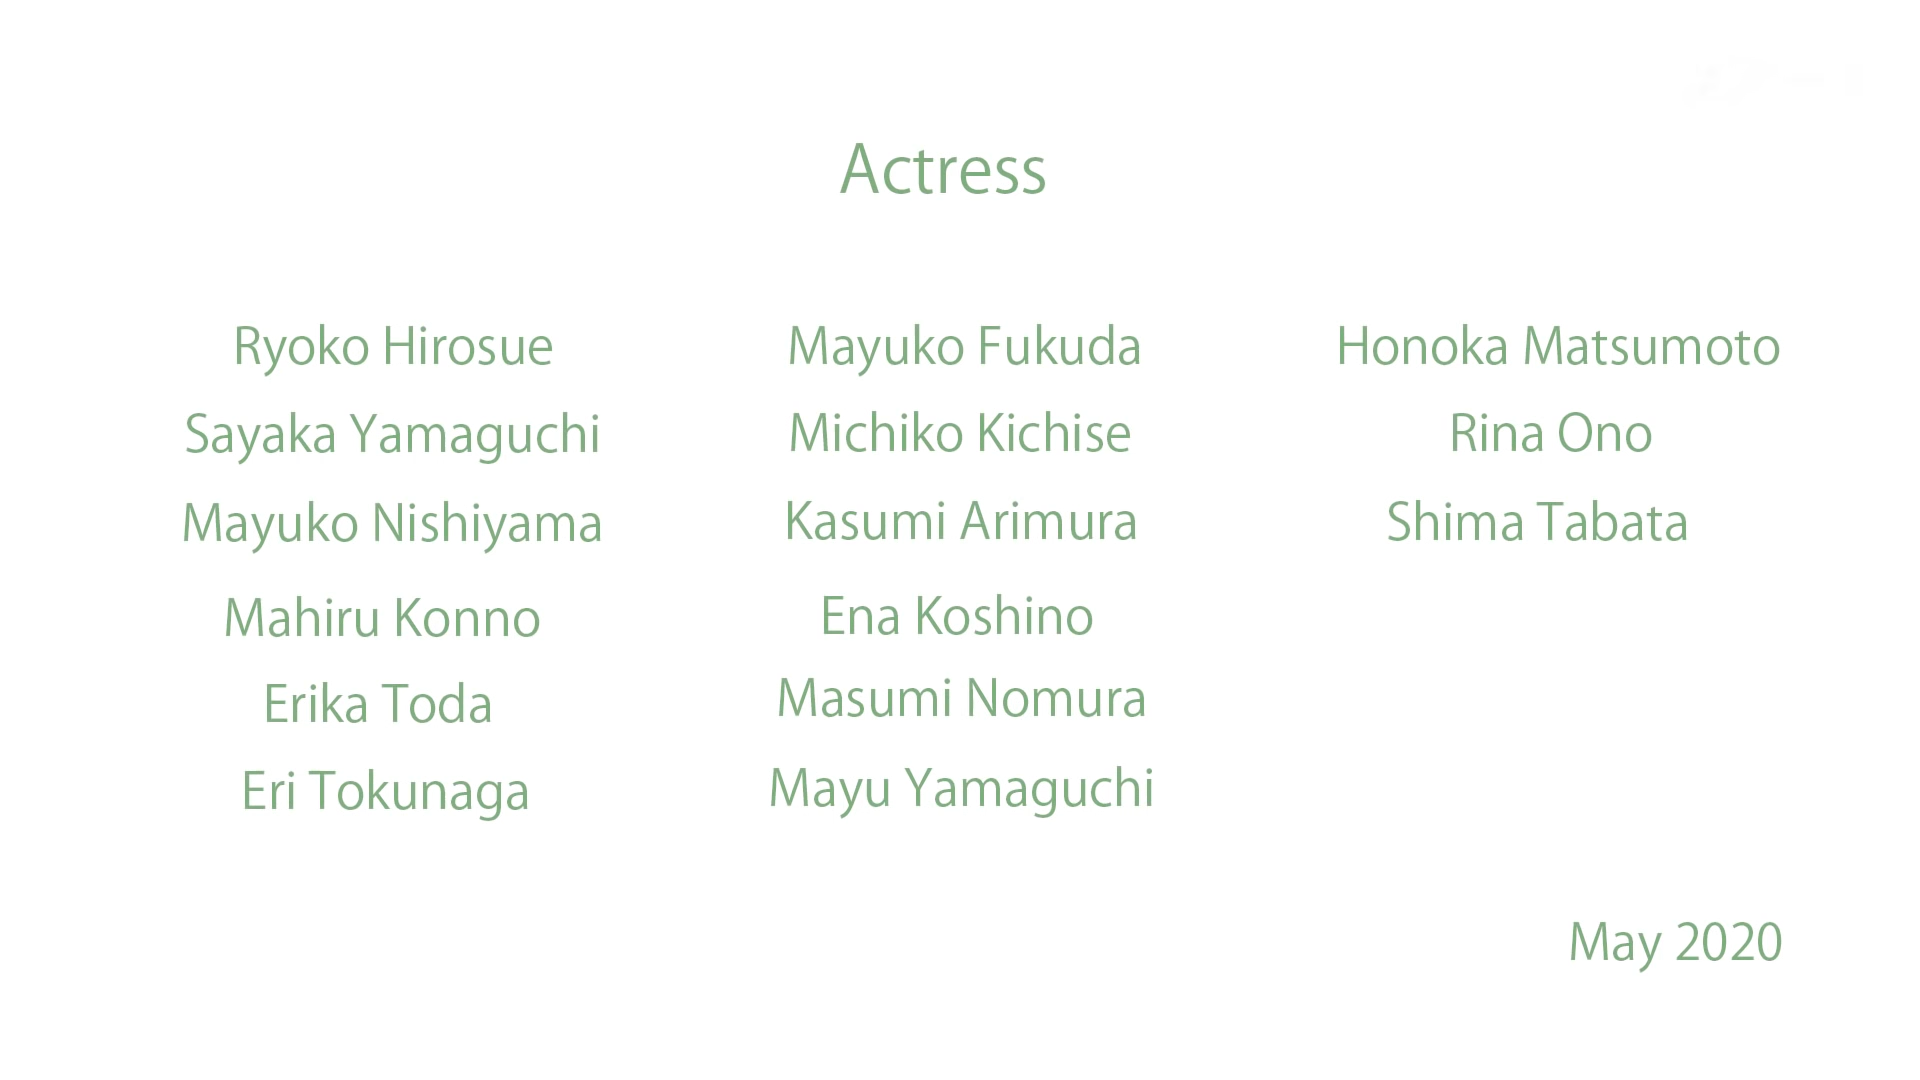 Actress
Ryoko Hirosue
Sayaka Yamaguchi
Mayuko Nishiyama
Mahiru Konno
Erika Toda
Eri Tokunaga
Mayuko Fukuda
Michiko Kichise
Kasumi Arimura
Ena Koshino
Masumi Nomura
Mayu Yamaguchi
Honoka Matsumoto
Rina Ono
Shima Tabata
May 2020